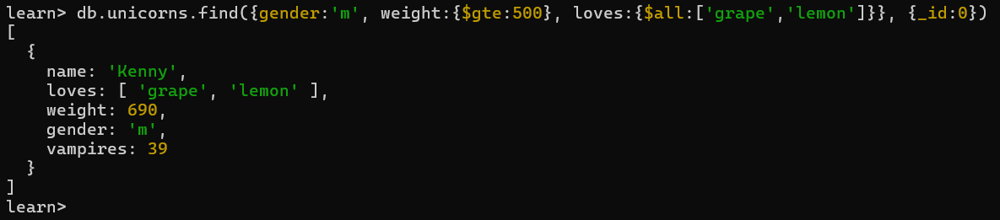 learn> db.unicorns.find({gender:'m', weight:{$gte:500}, loves:{$all:['grape','lemon']}}, {_id:0})
[
  {
    name: 'Kenny',
    loves: [ 'grape', 'lemon' ],
    weight: 690,
    gender: 'm',
    vampires: 39
  }
]
learn>